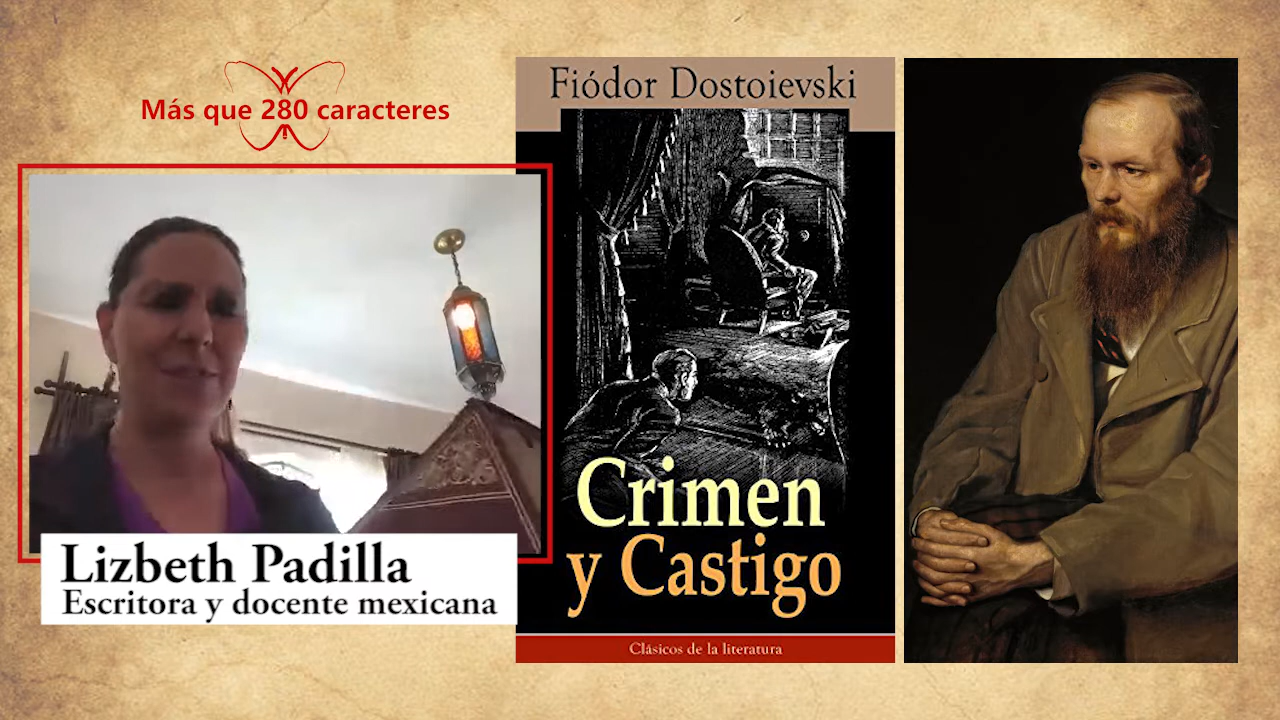 Más que 280 caracteres
Lizbeth Padilla
Escritora y docente mexicana
Fiódor Dostoievski
Crimen
y Castigo
Clásicos de la literatura